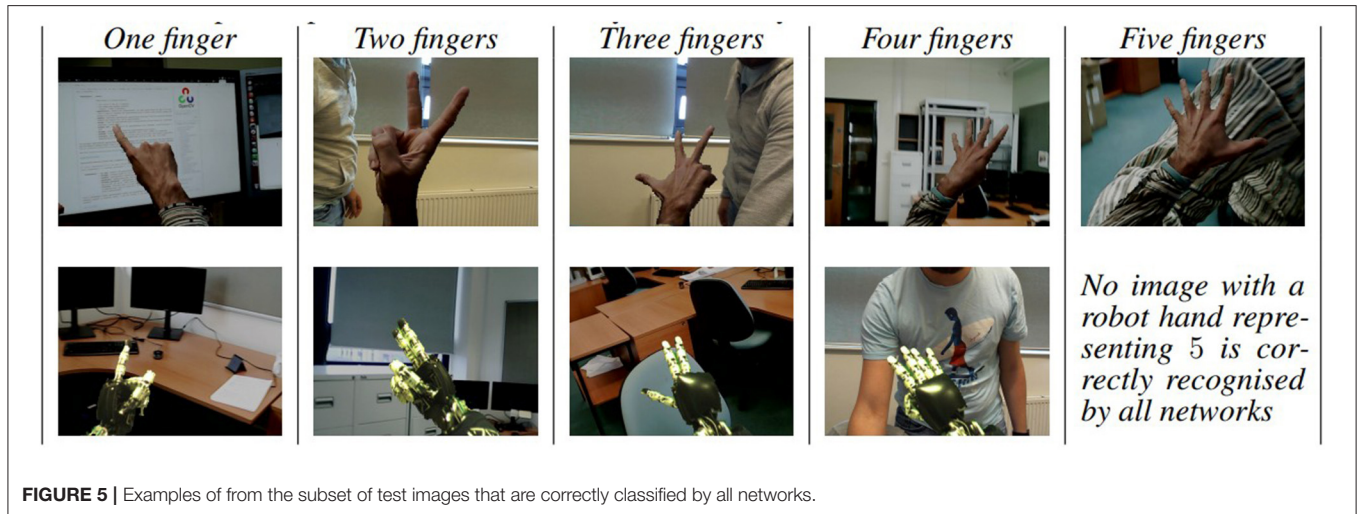 One finger
Two fingers
Three fingers
Four fingers
Five fingers
No image with a
robot hand repre-
senting 5 is cor-
rectly recognised
by all networks
FIGURE 5 | Examples of from the subset of test images that are correctly classified by all networks.